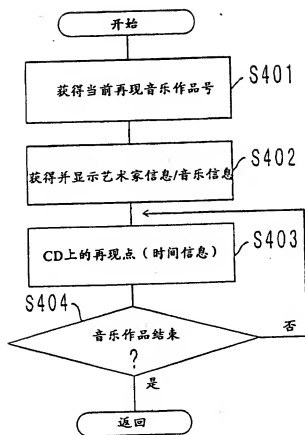 开始
S401
获得当前再现音乐作品号
S402
获得并显示艺术家信息/音乐信息
S403
CD上的再现点（时间信息）
S404
音乐作品结束
?
否
是
返回